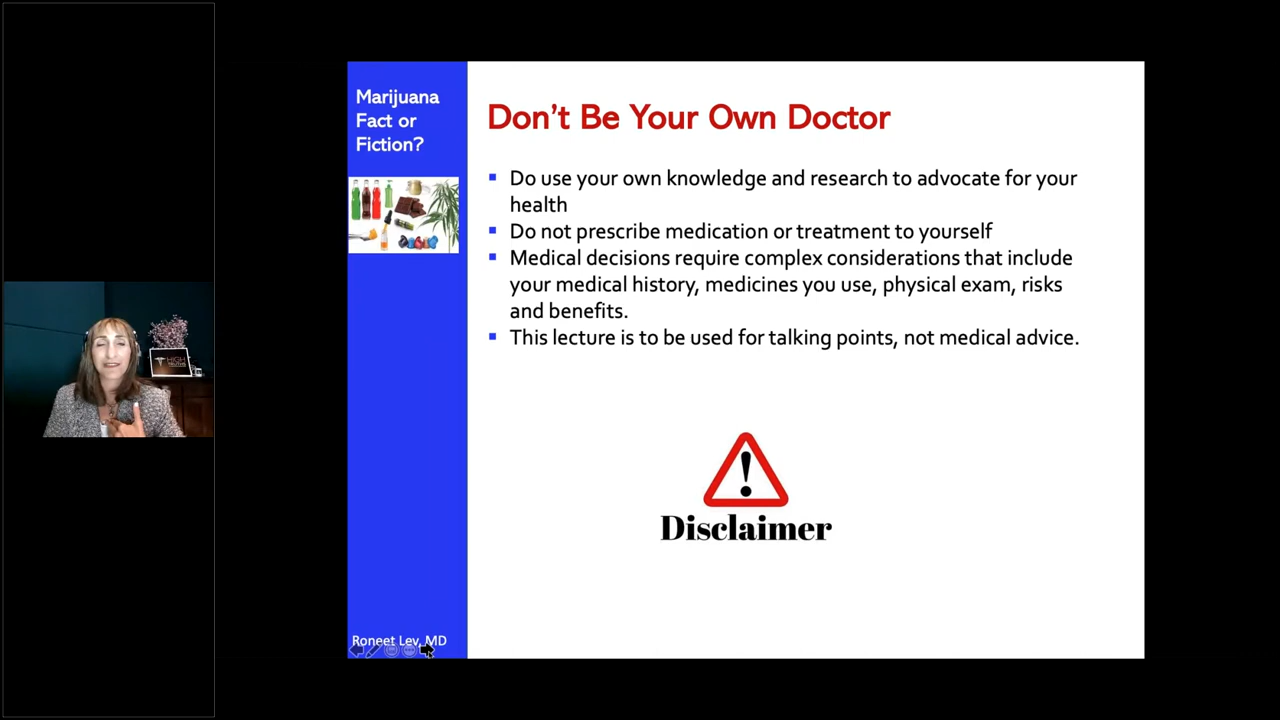 Marijuana
Fact or
Fiction?
Don't Be Your Own Doctor
Do use your own knowledge and research to advocate for your
health
Do not prescribe medication or treatment to yourself
Medical decisions require complex considerations that include
your medical history, medicines you use, physical exam, risks
and benefits.
This lecture is to be used for talking points, not medical advice.
Disclaimer
Roneet Lev, MD
HIGH
TRUTHS